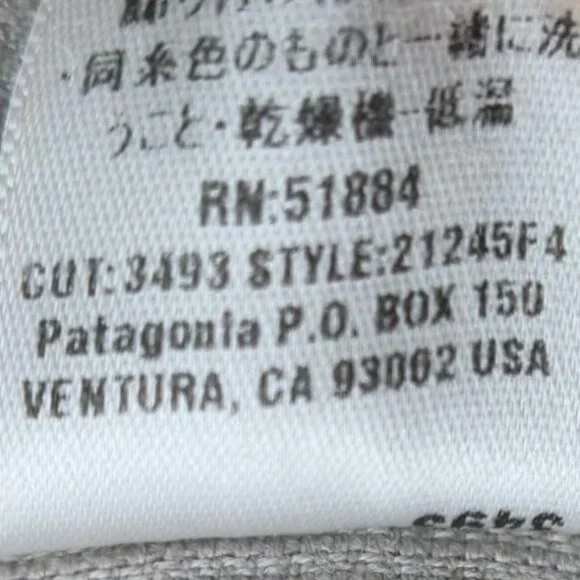 ・同系色のものと一緒に洗
うこと・乾燥機-低温
RN:51884
CUT:3493 STYLE:21245F4
Patagonia P.O. BOX 150
VENTURA, CA 93002 USA